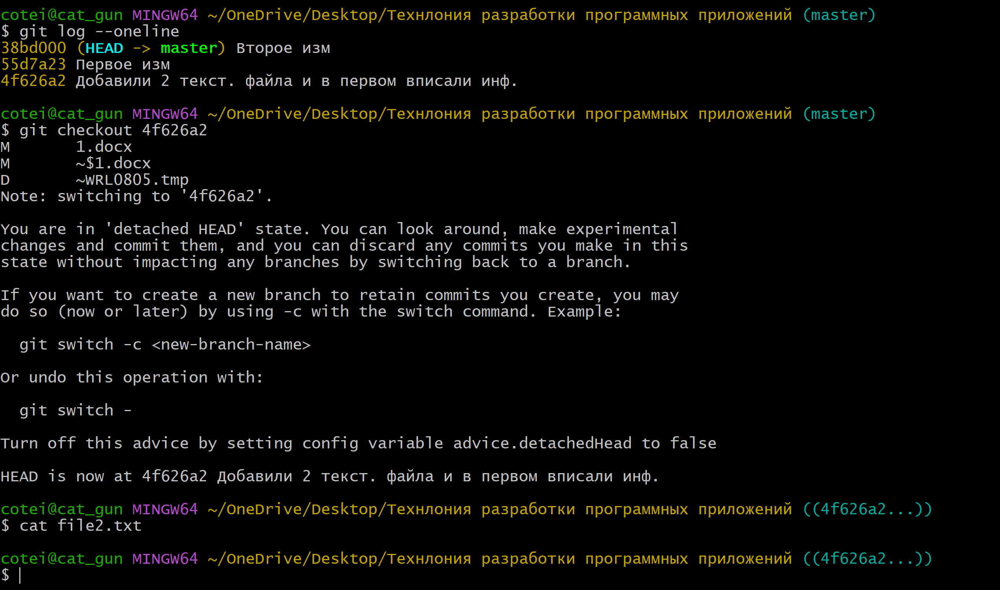 cotei@cat_gun MINGW64 ~/OneDrive/Desktop/Технлония разработки программных приложений (master)
$ git log --oneline
38bd000 (HEAD -> master) Второе изм
55d7a23 Первое изм
4f626a2 Добавили 2 текст. файла и в первом вписали инф.
cotei@cat_gun MINGW64 ~/OneDrive/Desktop/Технлония разработки программных приложений (master)
$ git checkout 4f626a2
M       1.docx
M       ~$1.docx
D       ~WRL0805.tmp
Note: switching to '4f626a2'.
You are in 'detached HEAD' state. You can look around, make experimental
changes and commit them, and you can discard any commits you make in this
state without impacting any branches by switching back to a branch.
If you want to create a new branch to retain commits you create, you may
do so (now or later) by using -c with the switch command. Example:
  git switch -c <new-branch-name>
Or undo this operation with:
  git switch -
Turn off this advice by setting config variable advice.detachedHead to false
HEAD is now at 4f626a2 Добавили 2 текст. файла и в первом вписали инф.
cotei@cat_gun MINGW64 ~/OneDrive/Desktop/Технлония разработки программных приложений ((4f626a2...))
$ cat file2.txt
cotei@cat_gun MINGW64 ~/OneDrive/Desktop/Технлония разработки программных приложений ((4f626a2...))
$